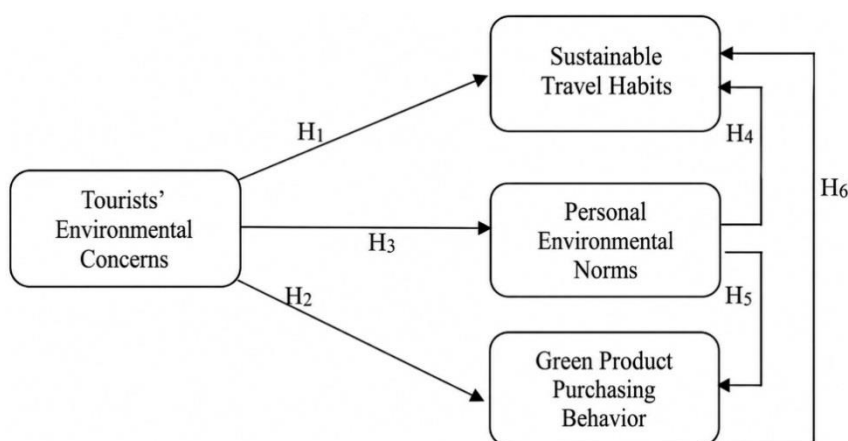 Sustainable
Travel Habits
H1
H4
Tourists'
Environmental
Concerns
H3
Personal
Environmental
Norms
H6
H2
H5
Green Product
Purchasing
Behavior